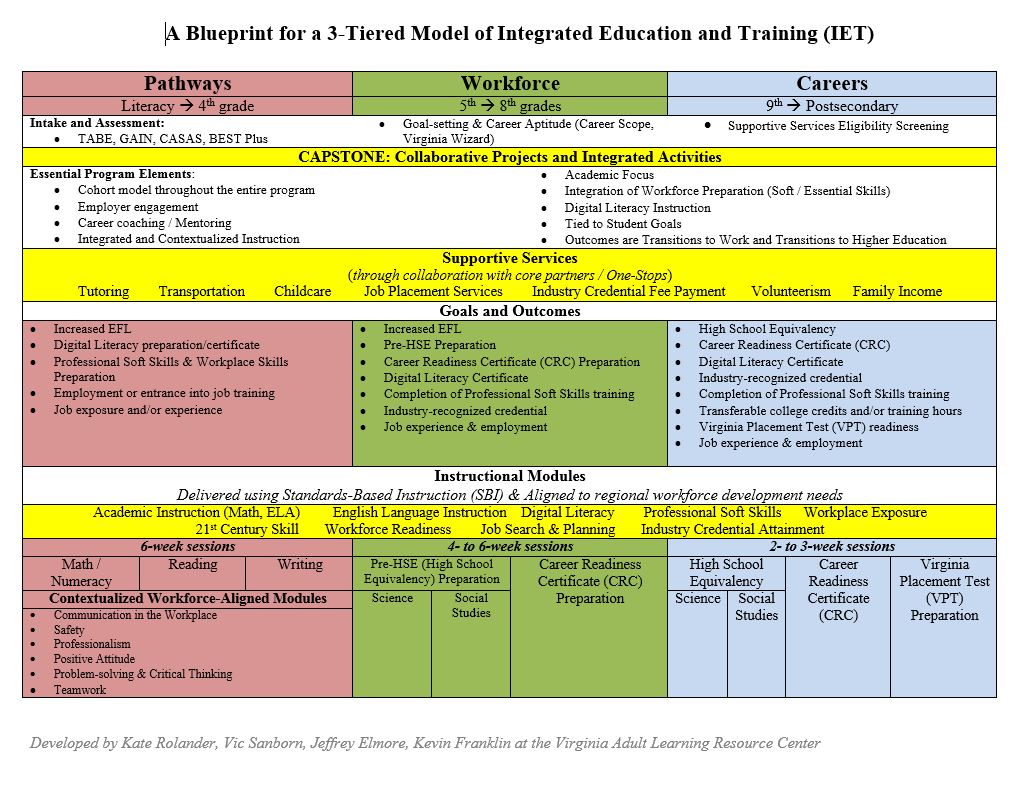 A Blueprint for a 3-Tiered Model of Integrated Education and Training (IET)
Pathways
Workforce
Careers
Literacy → 4th grade
5th → 8th grades
9th → Postsecondary
Intake and Assessment:
• TABE, GAIN, CASAS, BEST Plus
• Goal-setting & Career Aptitude (Career Scope,
Virginia Wizard)
• Supportive Services Eligibility Screening
CAPSTONE: Collaborative Projects and Integrated Activities
Essential Program Elements:
• Cohort model throughout the entire program
• Employer engagement
• Career coaching / Mentoring
• Integrated and Contextualized Instruction
• Academic Focus
• Integration of Workforce Preparation (Soft / Essential Skills)
• Digital Literacy Instruction
• Tied to Student Goals
• Outcomes are Transitions to Work and Transitions to Higher Education
Supportive Services
(through collaboration with core partners / One-Stops)
Tutoring Transportation Childcare Job Placement Services Industry Credential Fee Payment Volunteerism Family Income
Goals and Outcomes
• Increased EFL
• Digital Literacy preparation/certificate
• Professional Soft Skills & Workplace Skills
Preparation
• Employment or entrance into job training
• Job exposure and/or experience
• Increased EFL
• Pre-HSE Preparation
• Career Readiness Certificate (CRC) Preparation
• Digital Literacy Certificate
• Completion of Professional Soft Skills training
• Industry-recognized credential
• Job experience & employment
• High School Equivalency
• Career Readiness Certificate (CRC)
• Digital Literacy Certificate
• Industry-recognized credential
• Completion of Professional Soft Skills training
• Transferable college credits and/or training hours
• Virginia Placement Test (VPT) readiness
• Job experience & employment
Instructional Modules
Delivered using Standards-Based Instruction (SBI) & Aligned to regional workforce development needs
Academic Instruction (Math, ELA) English Language Instruction Digital Literacy Professional Soft Skills Workplace Exposure
21st Century Skill Workforce Readiness Job Search & Planning Industry Credential Attainment
6-week sessions
4- to 6-week sessions
2- to 3-week sessions
Math /
Numeracy
Reading
Writing
Contextualized Workforce-Aligned Modules
• Communication in the Workplace
• Safety
• Professionalism
• Positive Attitude
• Problem-solving & Critical Thinking
• Teamwork
Pre-HSE (High School
Equivalency) Preparation
Science
Social
Studies
Career Readiness
Certificate (CRC)
Preparation
High School
Equivalency
Science
Social
Studies
Career
Readiness
Certificate
(CRC)
Virginia
Placement Test
(VPT)
Preparation
Developed by Kate Rolander, Vic Sanborn, Jeffrey Elmore, Kevin Franklin at the Virginia Adult Learning Resource Center